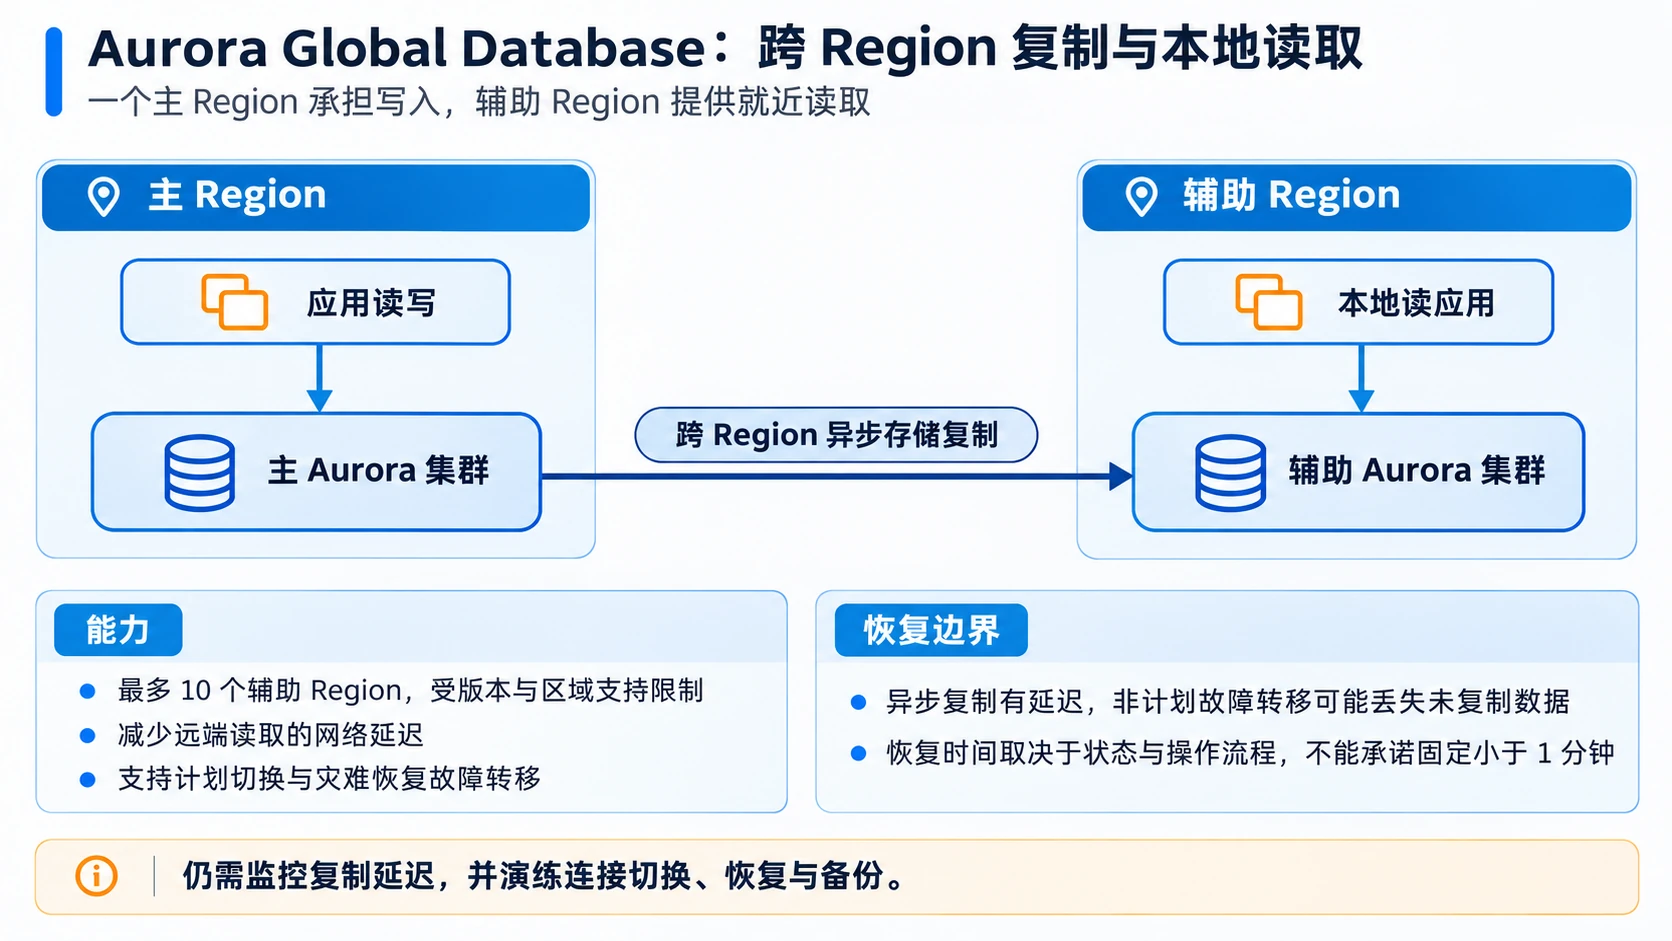 Aurora Global Database：跨 Region 复制与本地读取
一个主 Region 承担写入，辅助 Region 提供就近读取
主 Region
应用读写
主 Aurora 集群
跨 Region 异步存储复制
辅助 Region
本地读应用
辅助 Aurora 集群
能力
最多 10 个辅助 Region，受版本与区域支持限制
减少远端读取的网络延迟
支持计划切换与灾难恢复故障转移
恢复边界
异步复制有延迟，非计划故障转移可能丢失未复制数据
恢复时间取决于状态与操作流程，不能承诺固定小于 1 分钟
仍需监控复制延迟，并演练连接切换、恢复与备份。